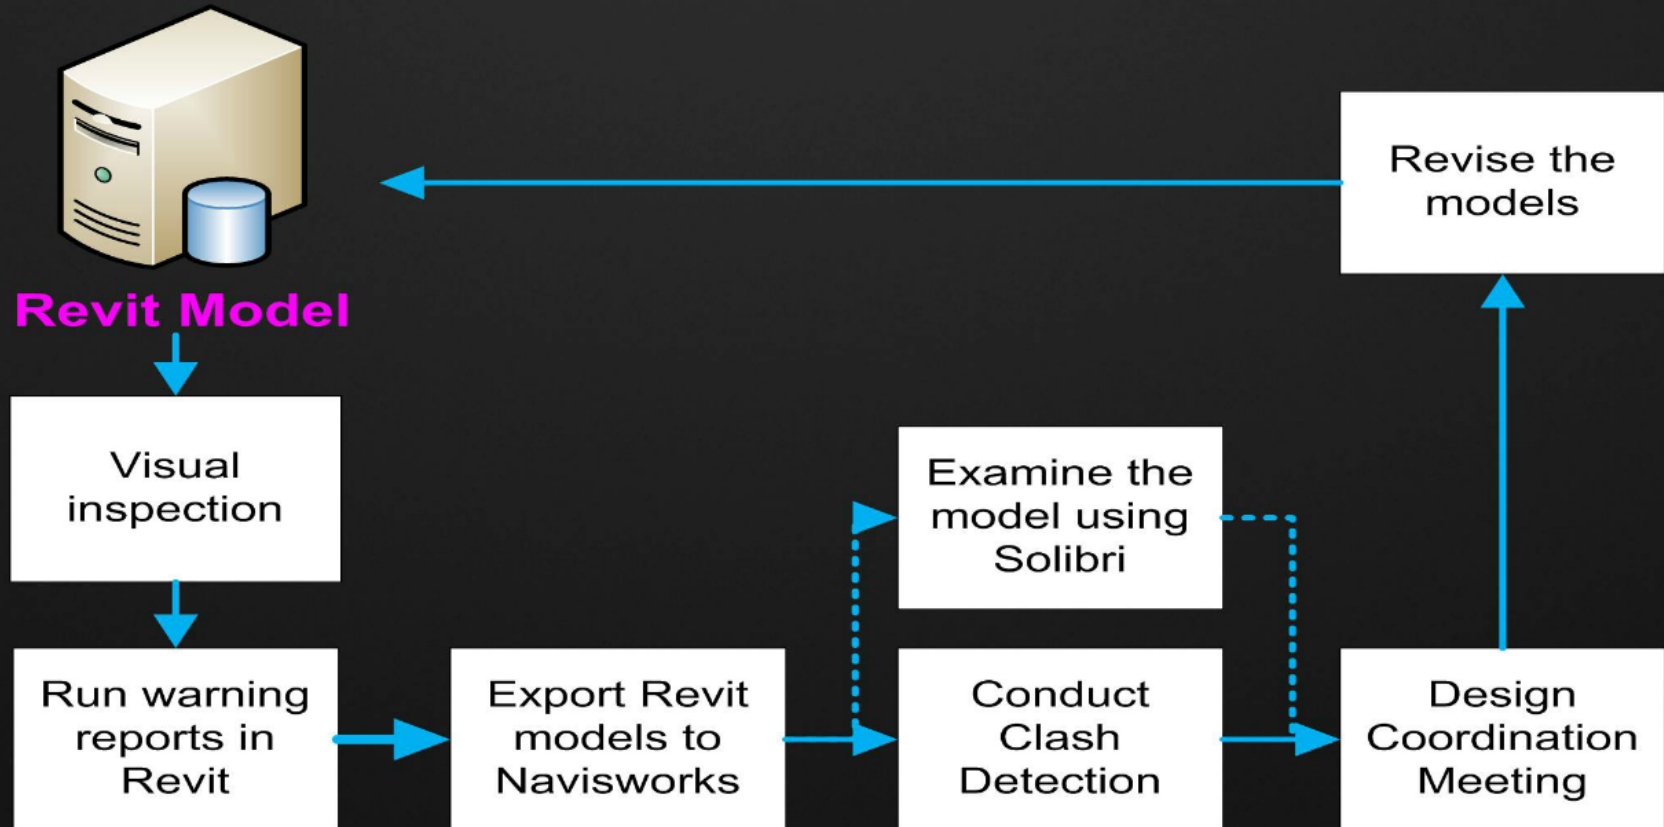 Revit Model
Visual
inspection
Run warning
reports in
Revit
Export Revit
models to
Navisworks
Examine the
model using
Solibri
Conduct
Clash
Detection
Design
Coordination
Meeting
Revise the
models